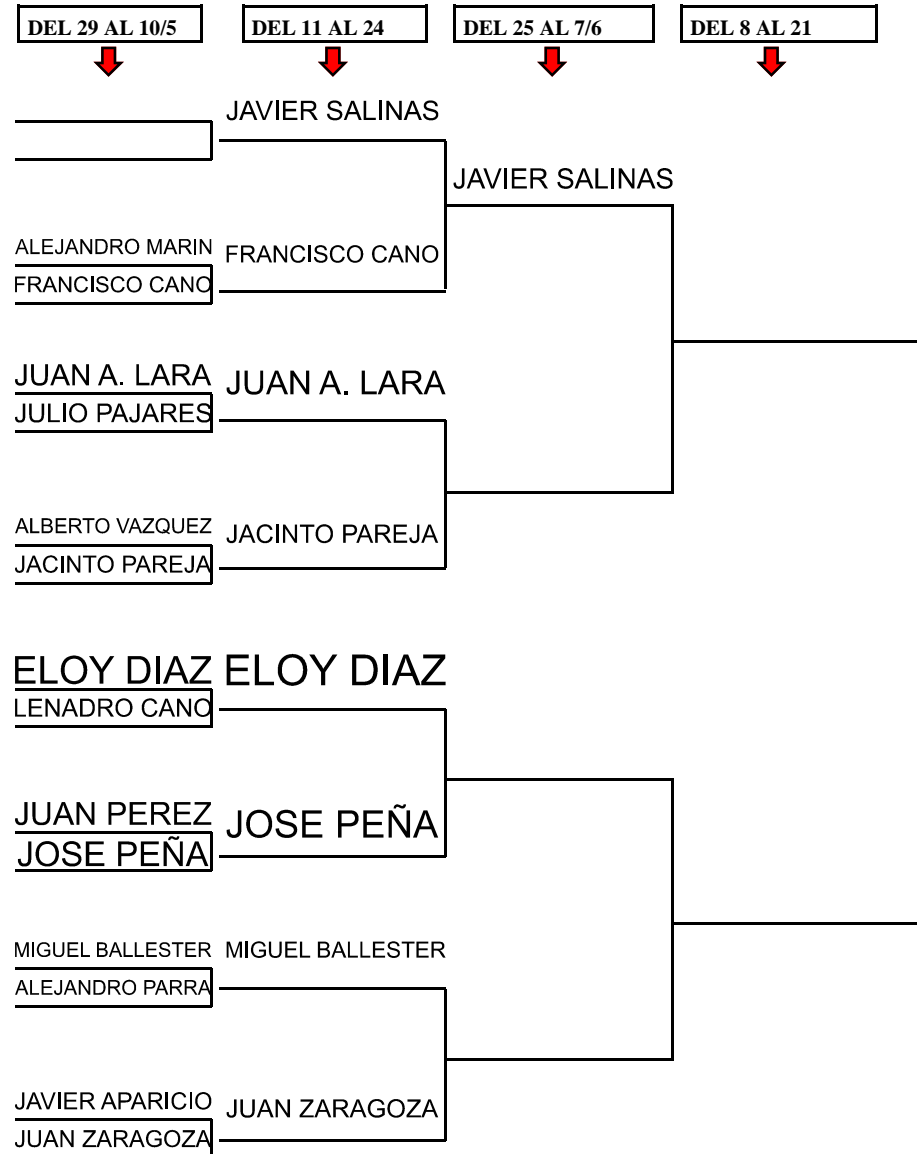 DEL 29 AL 10/5 DEL 11 AL 24 DEL 25 AL 7/6 DEL 8 AL 21
JAVIER SALINAS
JAVIER SALINAS
ALEJANDRO MARIN FRANCISCO CANO
FRANCISCO CANO
JUAN A. LARA JUAN A. LARA
JULIO PAJARES
ALBERTO VAZQUEZ JACINTO PAREJA
JACINTO PAREJA
ELOY DIAZ ELOY DIAZ
LENADRO CANO
JUAN PEREZ JOSE PEÑA
JOSE PEÑA
MIGUEL BALLESTER MIGUEL BALLESTER
ALEJANDRO PARRA
JAVIER APARICIO JUAN ZARAGOZA
JUAN ZARAGOZA